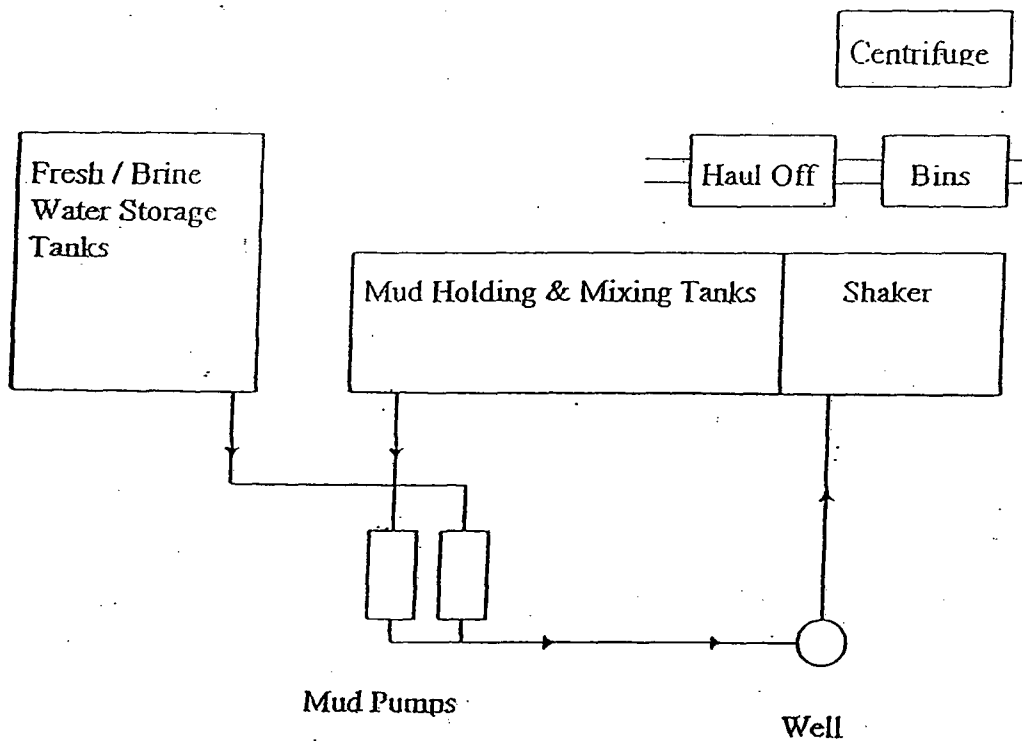 Centrifuge
Fresh / Brine
Water Storage
Tanks
Haul Off
Bins
Mud Holding & Mixing Tanks
Shaker
Mud Pumps
Well